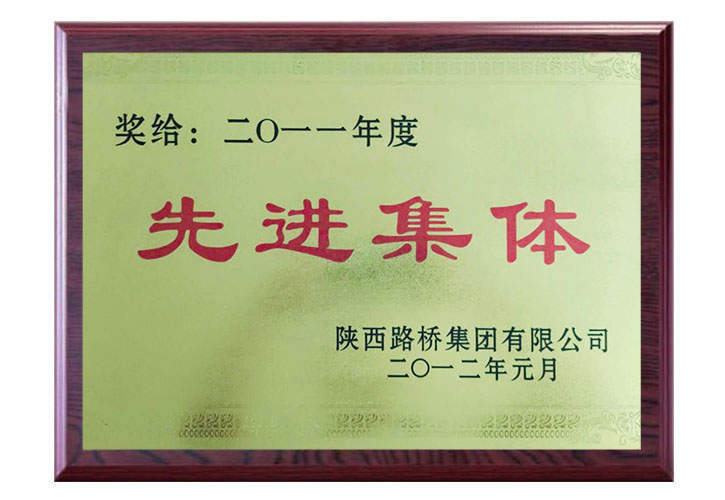 奖给：二〇一一年度
先进集体
陕西路桥集团有限公司
二〇一二年元月